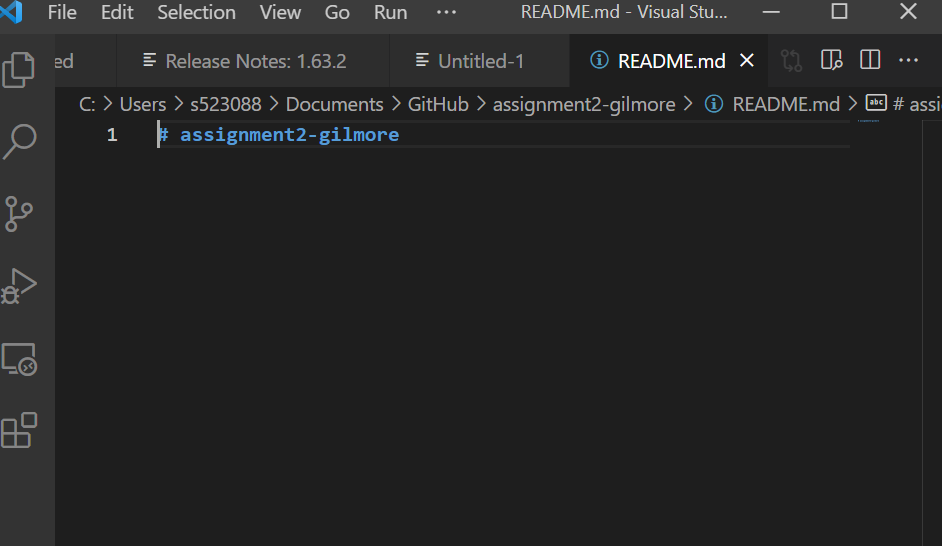 File Edit Selection View Go Run ··· README.md - Visual Stu...
ed Release Notes: 1.63.2 Untitled-1 README.md
C: > Users > s523088 > Documents > GitHub > assignment2-gilmore > README.md > abc # assi
1 # assignment2-gilmore